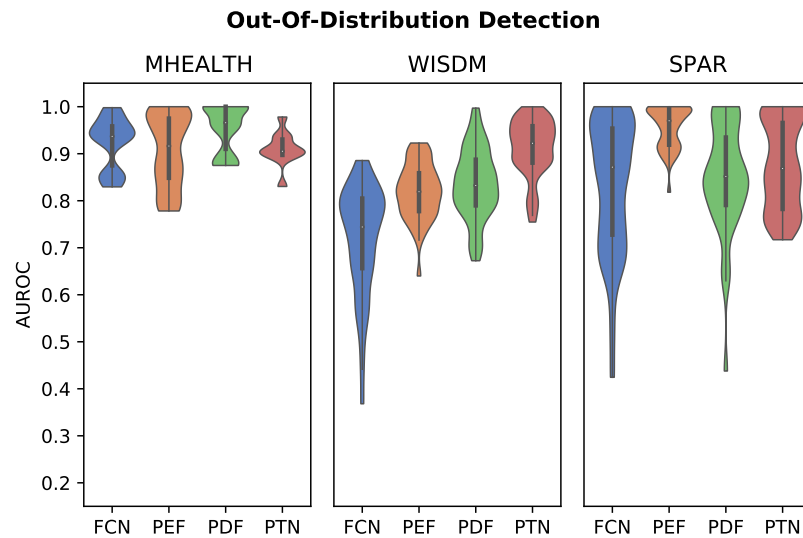 Out-Of-Distribution Detection
MHEALTH WISDM SPAR
AUROC
1.0
0.9
0.8
0.7
0.6
0.5
0.4
0.3
0.2
FCN PEF PDF PTN FCN PEF PDF PTN FCN PEF PDF PTN